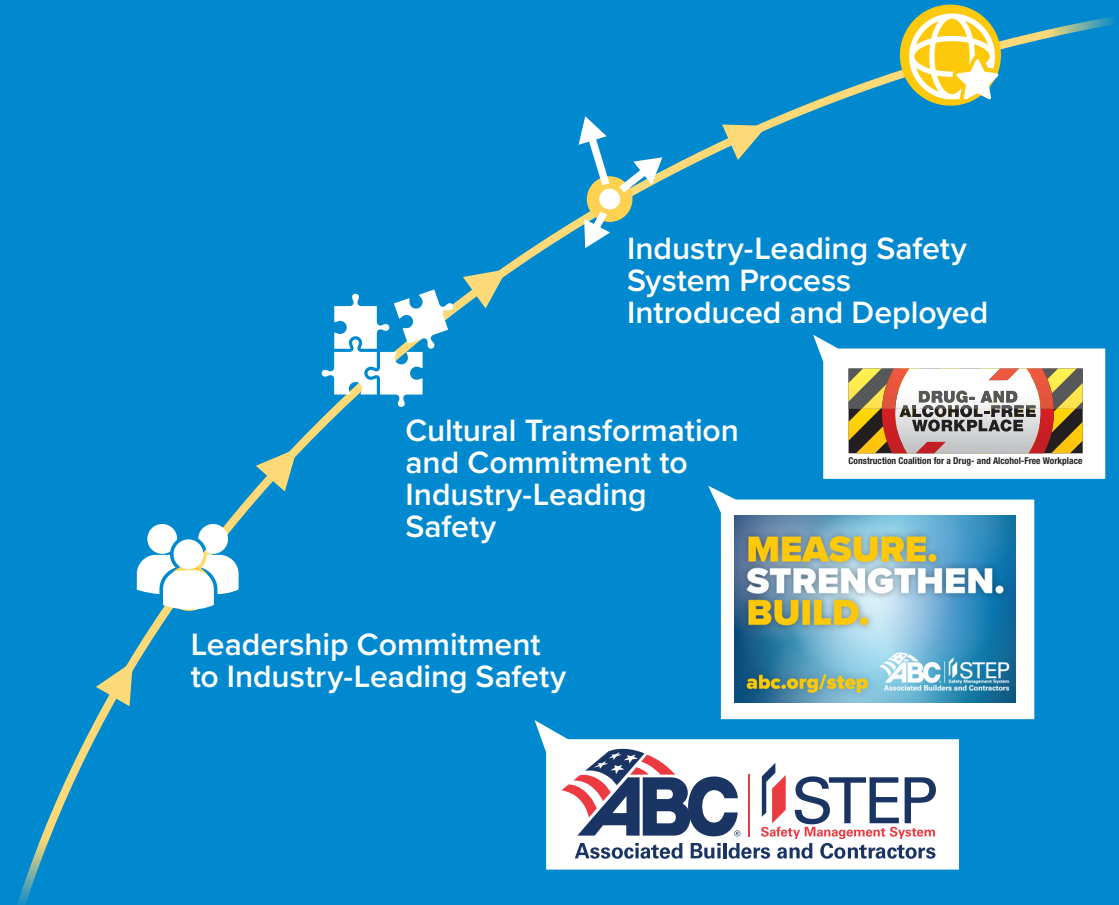 Industry-Leading Safety
System Process
Introduced and Deployed
DRUG- AND
ALCOHOL-FREE
WORKPLACE
Construction Coalition for a Drug- and Alcohol-Free Workplace
Cultural Transformation
and Commitment to
Industry-Leading
Safety
MEASURE.
STRENGTHEN.
BUILD.
abc.org/step
ABC STEP
Safety Management System
Associated Builders and Contractors
Leadership Commitment
to Industry-Leading Safety
ABC® STEP
Safety Management System
Associated Builders and Contractors